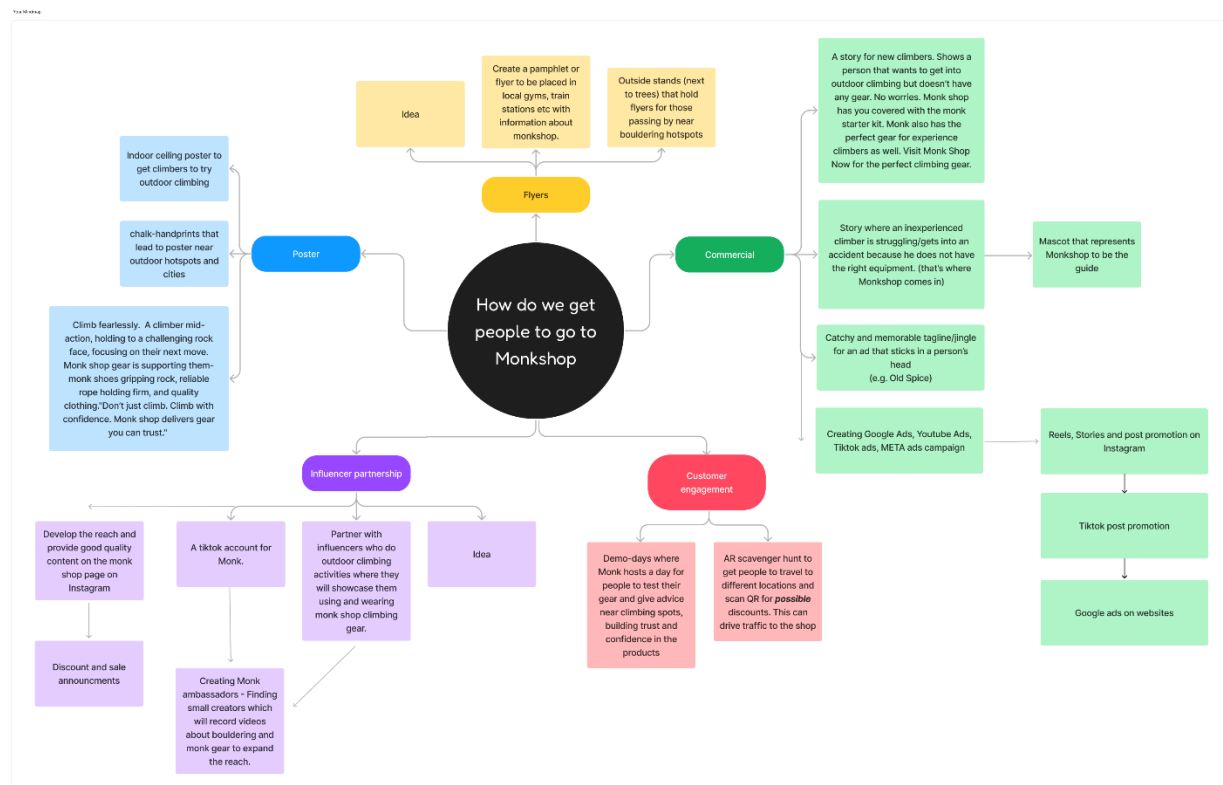 Your Mindmap
How do we get
people to go to
Monkshop
Flyers
Idea
Create a pamphlet or
flyer to be placed in
local gyms, train
stations etc with
information about
monkshop.
Outside stands (next
to trees) that hold
flyers for those
passing by near
bouldering hotspots
Poster
Indoor ceiling poster to
get climbers to try
outdoor climbing
chalk-handprints that
lead to poster near
outdoor hotspots and
cities
Climb fearlessly.  A climber mid-
action, holding to a challenging rock
face, focusing on their next move.
Monk shop gear is supporting them-
monk shoes gripping rock, reliable
rope holding firm, and quality
clothing."Don't just climb. Climb with
confidence. Monk shop delivers gear
you can trust."
Commercial
A story for new climbers. Shows a
person that wants to get into
outdoor climbing but doesn't have
any gear. No worries. Monk shop
has you covered with the monk
starter kit. Monk also has the
perfect gear for experience
climbers as well. Visit Monk Shop
Now for the perfect climbing gear.
Story where an inexperienced
climber is struggling/gets into an
accident because he does not have
the right equipment. (that's where
Monkshop comes in)
Mascot that represents
Monkshop to be the
guide
Catchy and memorable tagline/jingle
for an ad that sticks in a person's
head
(e.g. Old Spice)
Creating Google Ads, Youtube Ads,
Tiktok ads, META ads campaign
Reels, Stories and post promotion on
Instagram
Tiktok post promotion
Google ads on websites
Influencer partnership
Develop the reach and
provide good quality
content on the monk
shop page on
Instagram
Discount and sale
announcments
A tiktok account for
Monk.
Partner with
influencers who do
outdoor climbing
activities where they
will showcase them
using and wearing
monk shop climbing
gear.
Idea
Creating Monk
ambassadors - Finding
small creators which
will record videos
about bouldering and
monk gear to expand
the reach.
Customer
engagement
Demo-days where
Monk hosts a day for
people to test their
gear and give advice
near climbing spots,
building trust and
confidence in the
products
AR scavenger hunt to
get people to travel to
different locations and
scan QR for possible
discounts. This can
drive traffic to the shop